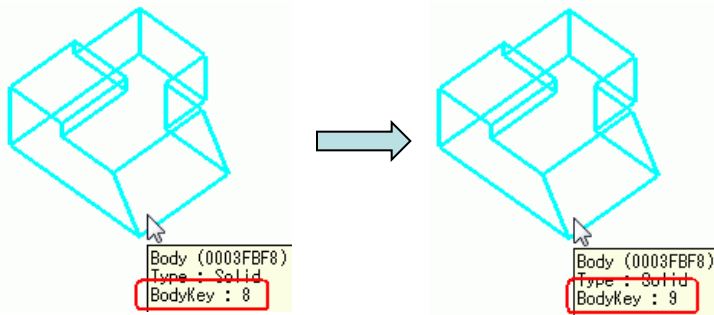 Body (0003FBF8)
Type : Solid
BodyKey : 8
Body (0003FBF8)
Type : Solid
BodyKey : 9